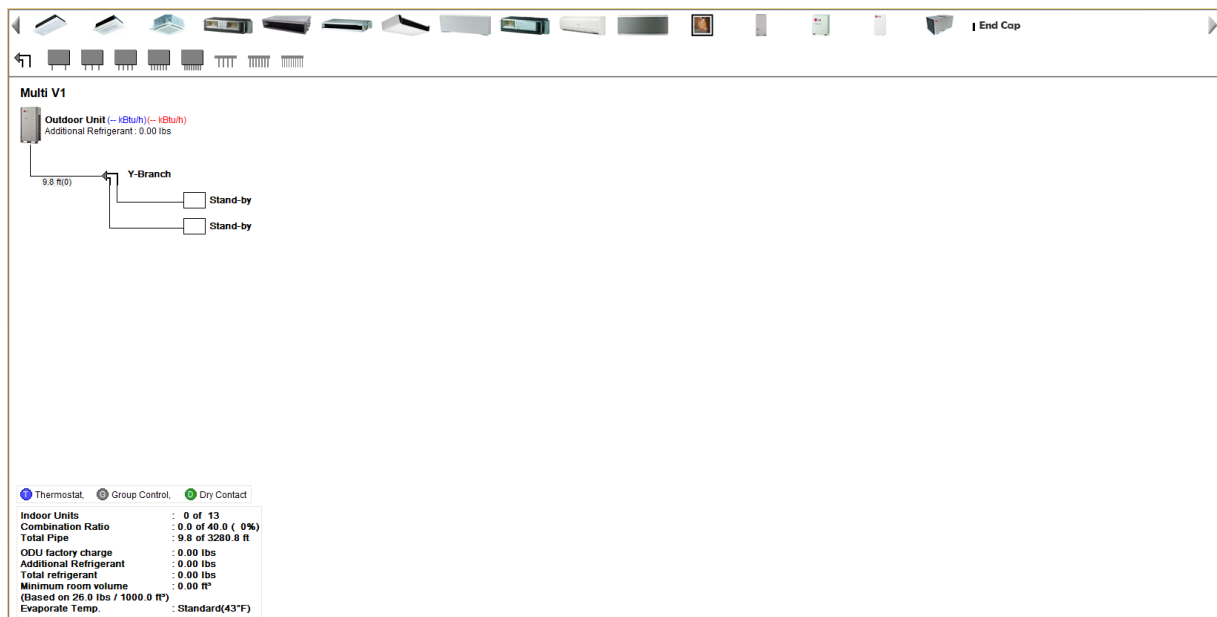 End Cap
Multi V1
Outdoor Unit (-- kBtu/h)(-- kBtu/h)
Additional Refrigerant : 0.00 lbs
9.8 ft(0)
Y-Branch
Stand-by
Stand-by
T Thermostat, G Group Control, D Dry Contact
Indoor Units : 0 of 13
Combination Ratio : 0.0 of 40.0 ( 0%)
Total Pipe : 9.8 of 3280.8 ft
ODU factory charge : 0.00 lbs
Additional Refrigerant : 0.00 lbs
Total refrigerant : 0.00 lbs
Minimum room volume : 0.00 ft³
(Based on 26.0 lbs / 1000.0 ft³)
Evaporate Temp. : Standard(43°F)